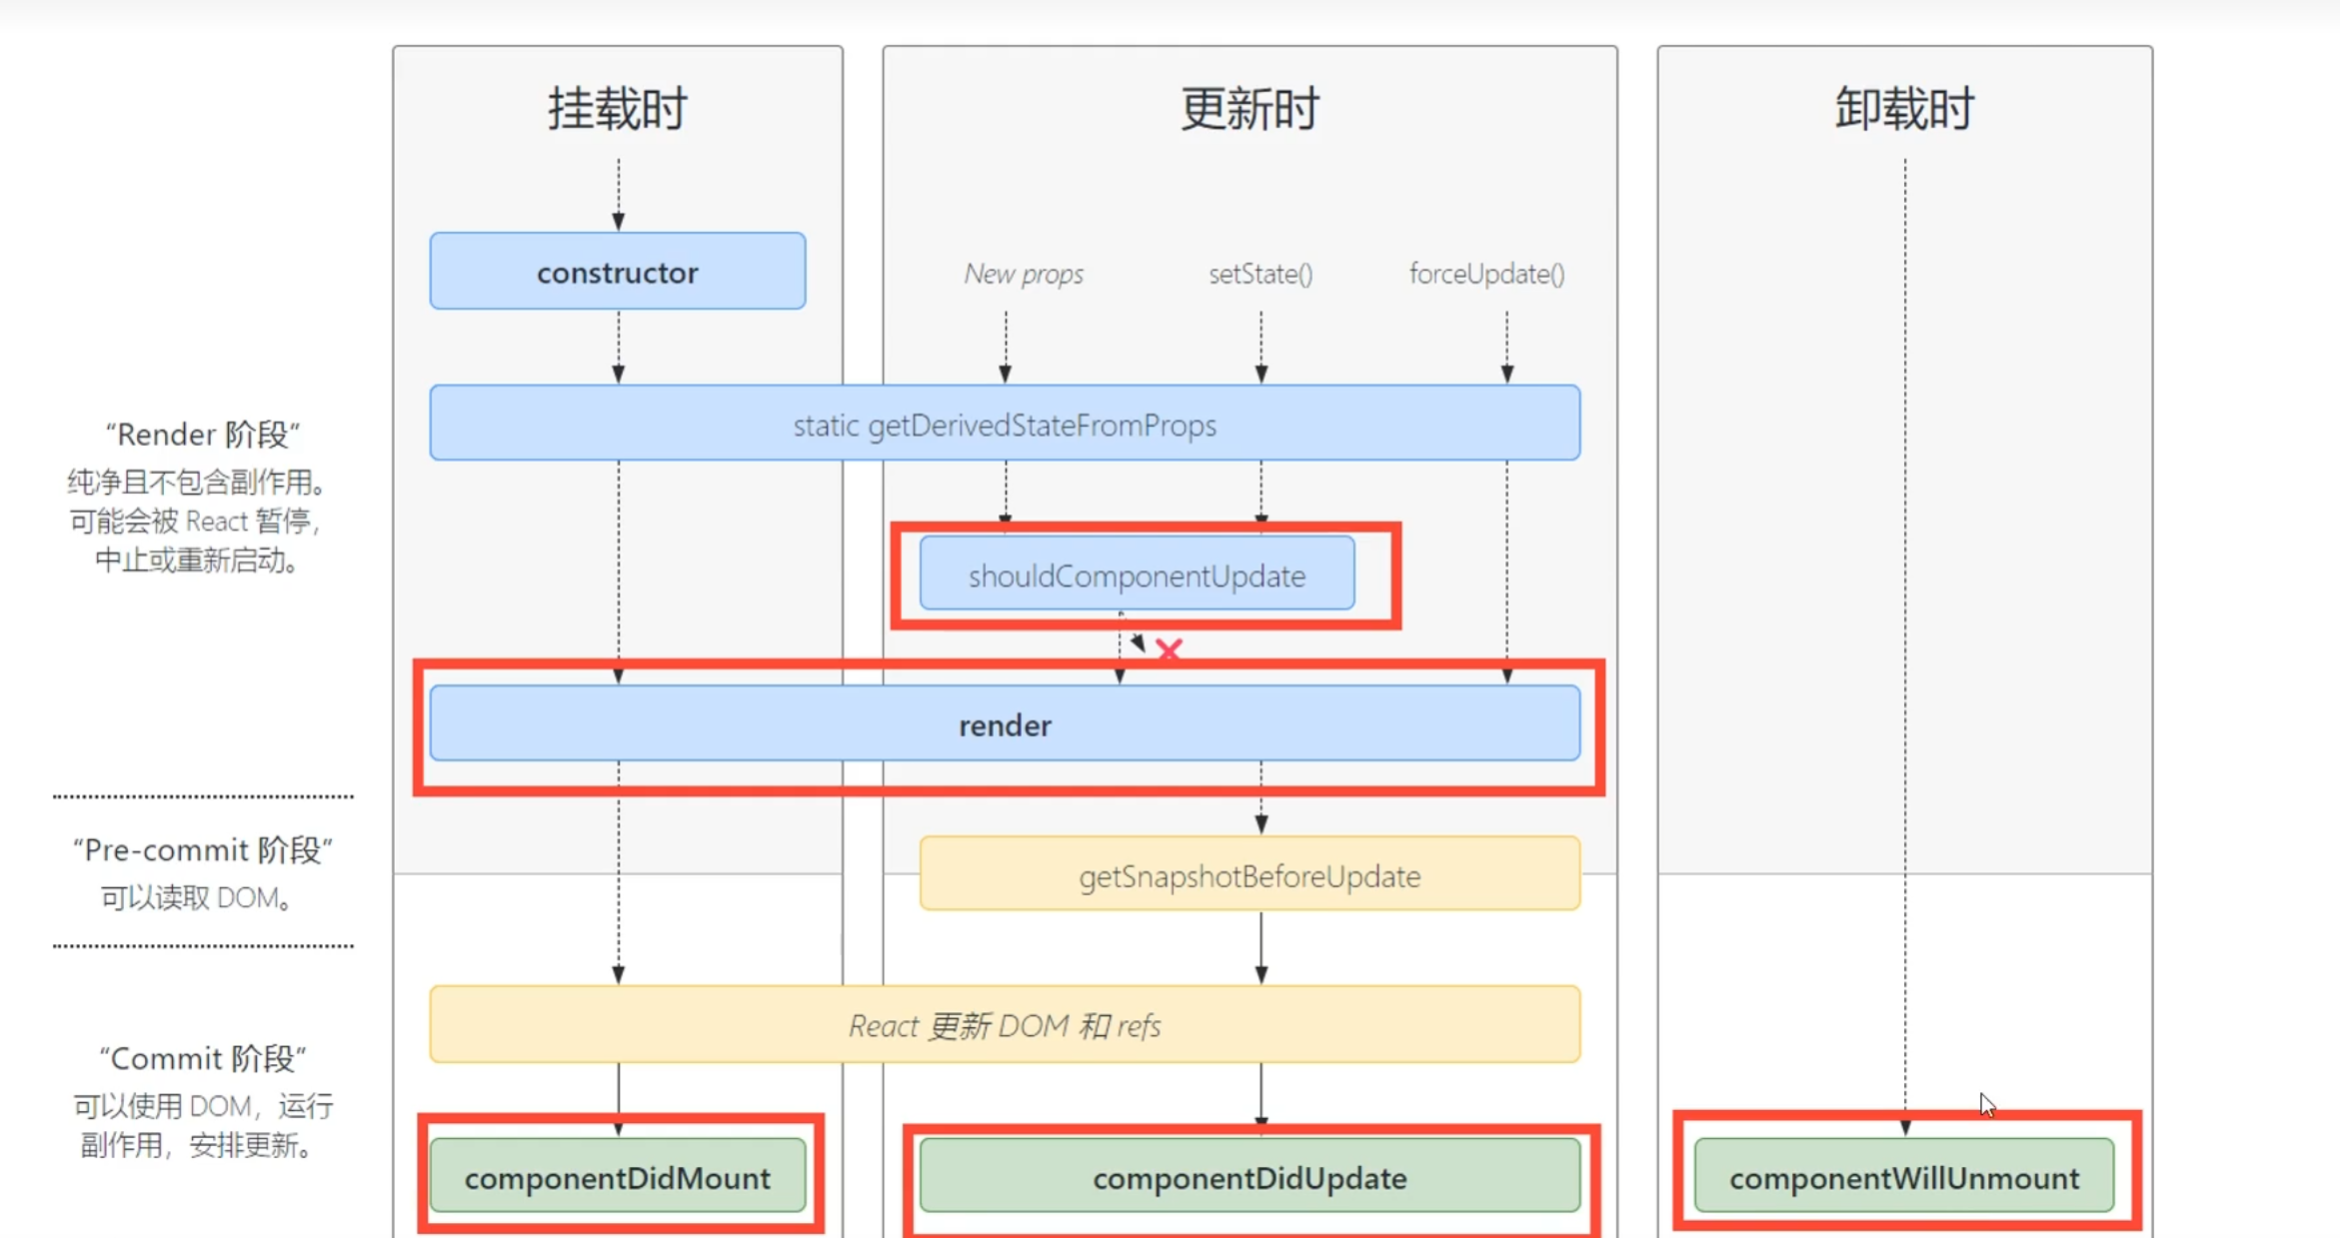 挂载时
更新时
卸载时
constructor
New props
setState()
forceUpdate()
static getDerivedStateFromProps
“Render 阶段”
纯净且不包含副作用。
可能会被 React 暂停，
中止或重新启动。
shouldComponentUpdate
render
“Pre-commit 阶段”
可以读取 DOM。
getSnapshotBeforeUpdate
React 更新 DOM 和 refs
“Commit 阶段”
可以使用 DOM，运行
副作用，安排更新。
componentDidMount
componentDidUpdate
componentWillUnmount